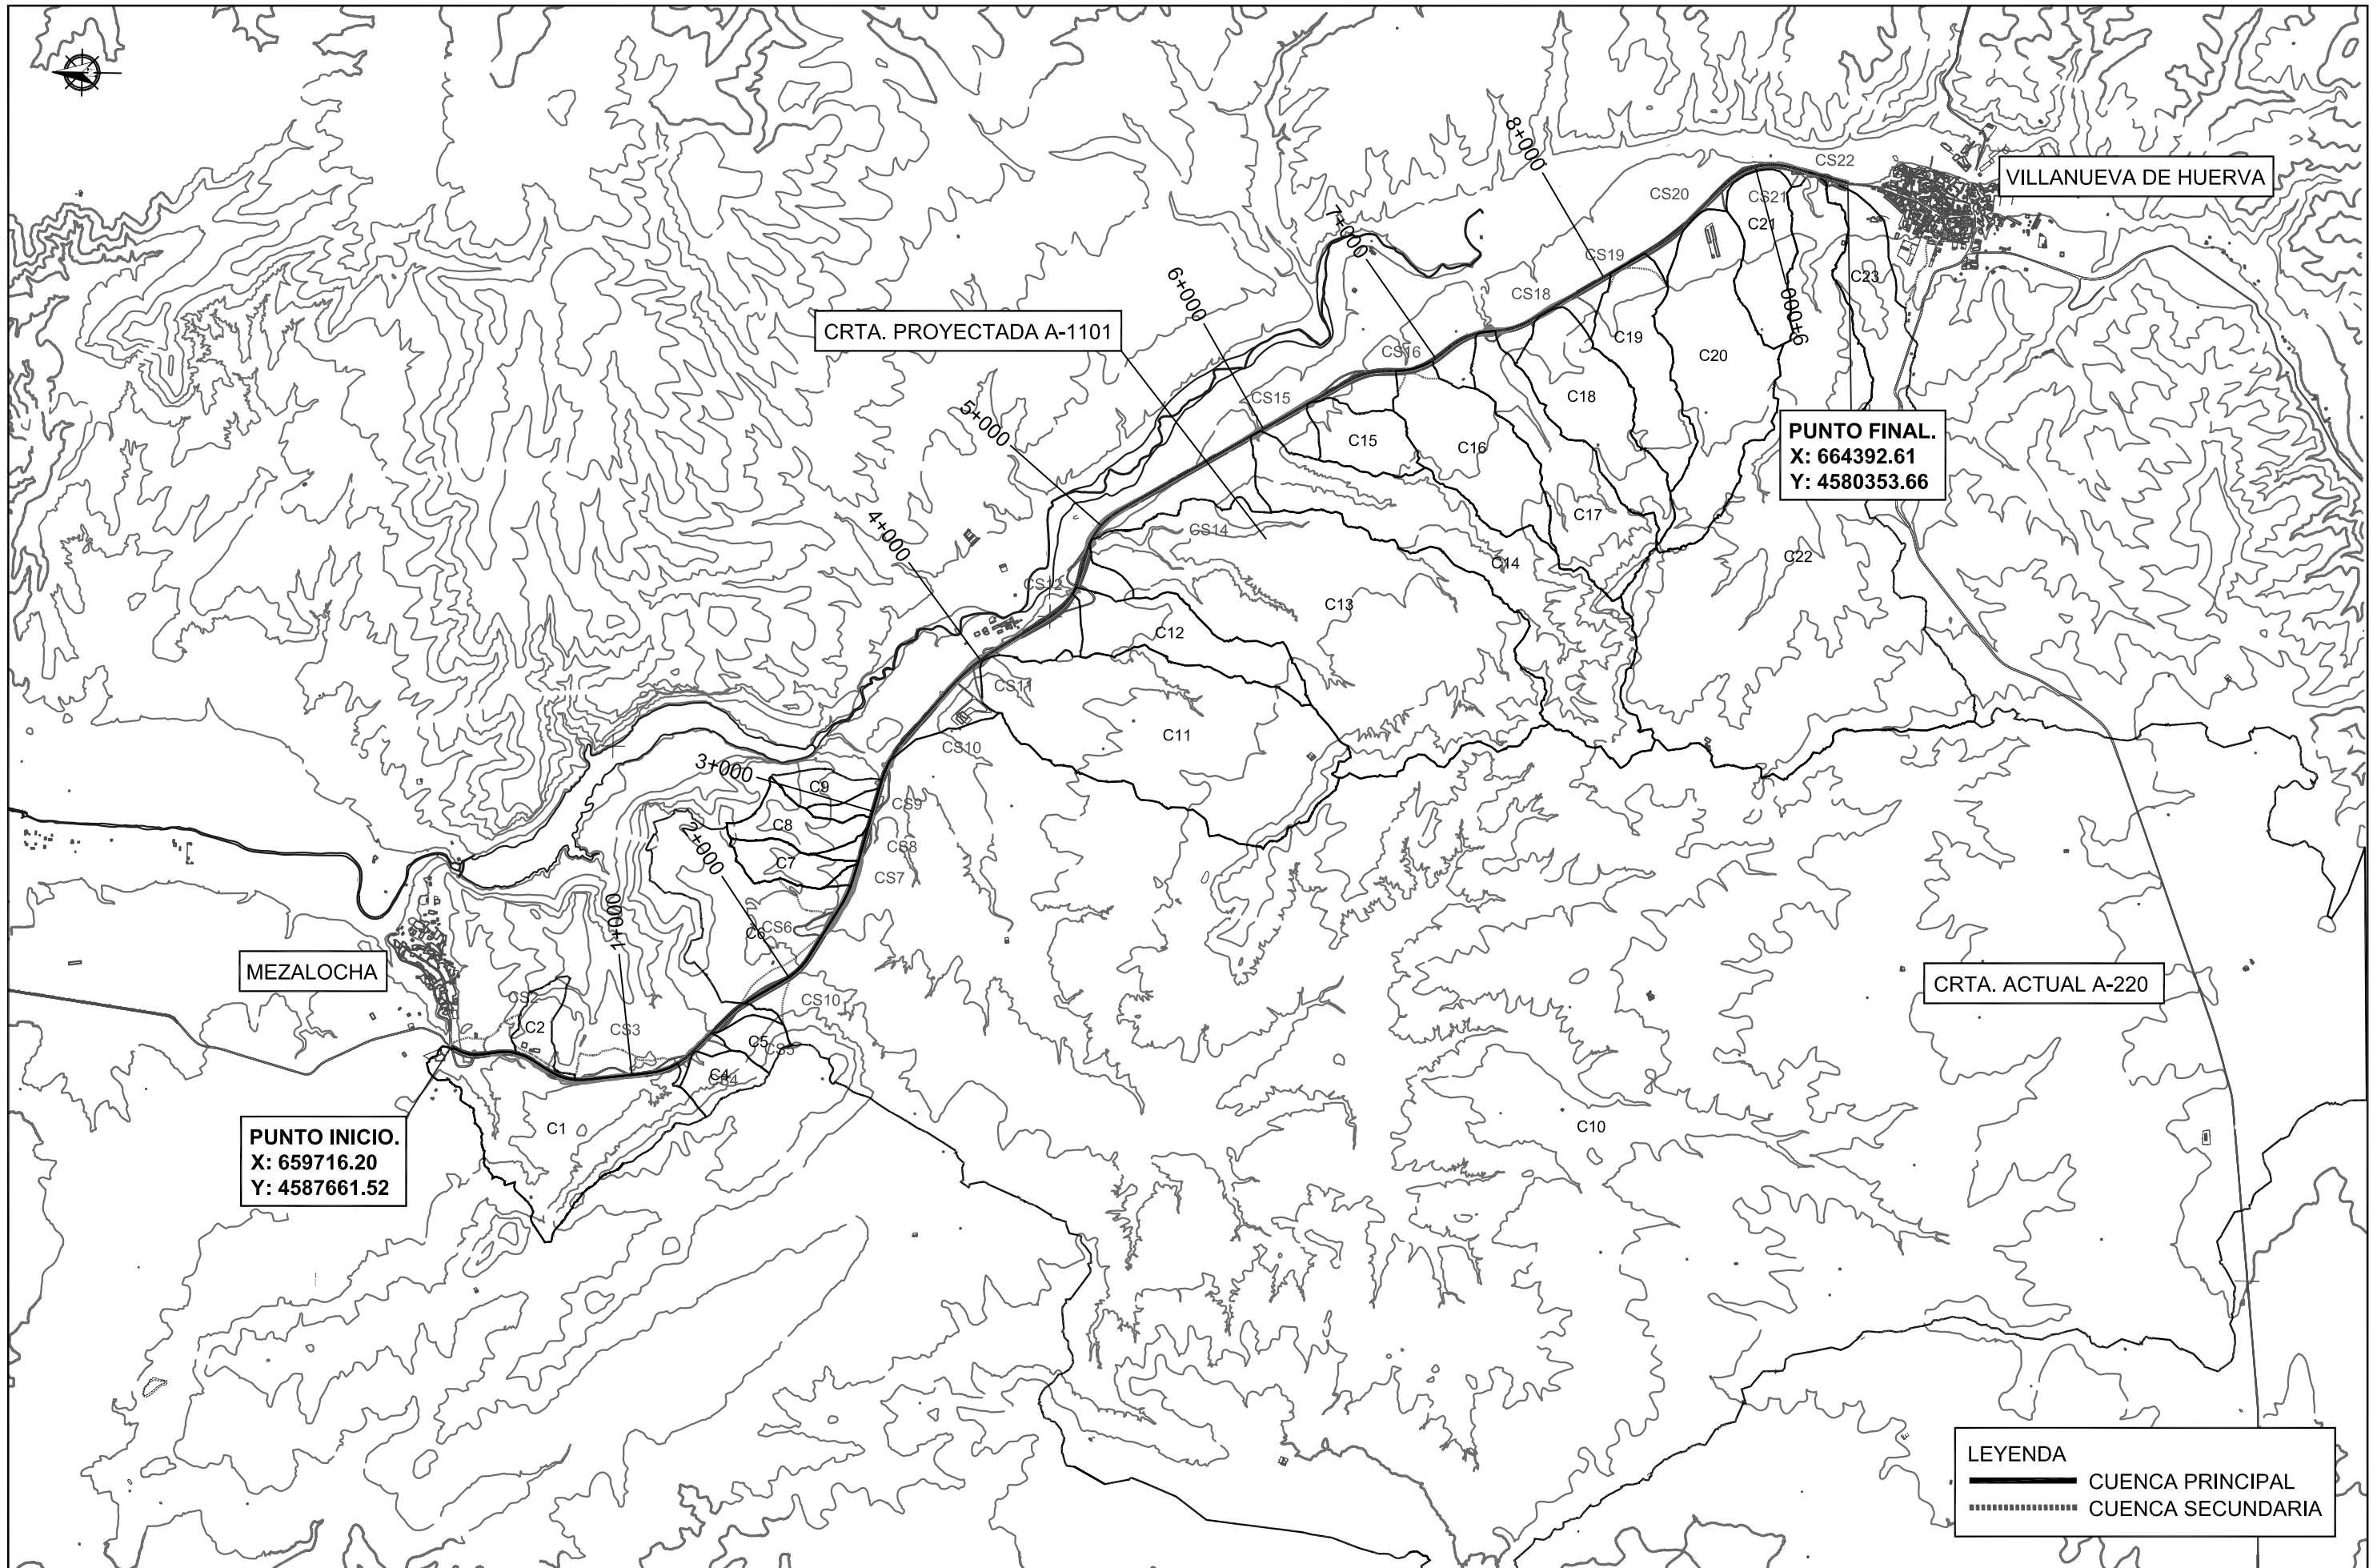 8+000
CS22
VILLANUEVA DE HUERVA
CS20
CS21
C21
7+000
CS19
C23
6+000
CS18
9+000
CRTA. PROYECTADA A-1101
C19
CS16
C20
CS15
C18
5+000
C15
C16
PUNTO FINAL.
X: 664392.61
Y: 4580353.66
4+000
CS14
C17
C14
C22
CS12
C13
C12
CS11
C11
CS10
3+000
C9
CS9
C8
2+000
CS8
C7
CS7
1+000
C6
CS6
MEZALOCHA
CRTA. ACTUAL A-220
CS2
CS10
C2
CS3
C5
CS5
C4
CS4
C1
C10
PUNTO INICIO.
X: 659716.20
Y: 4587661.52
LEYENDA
CUENCA PRINCIPAL
CUENCA SECUNDARIA